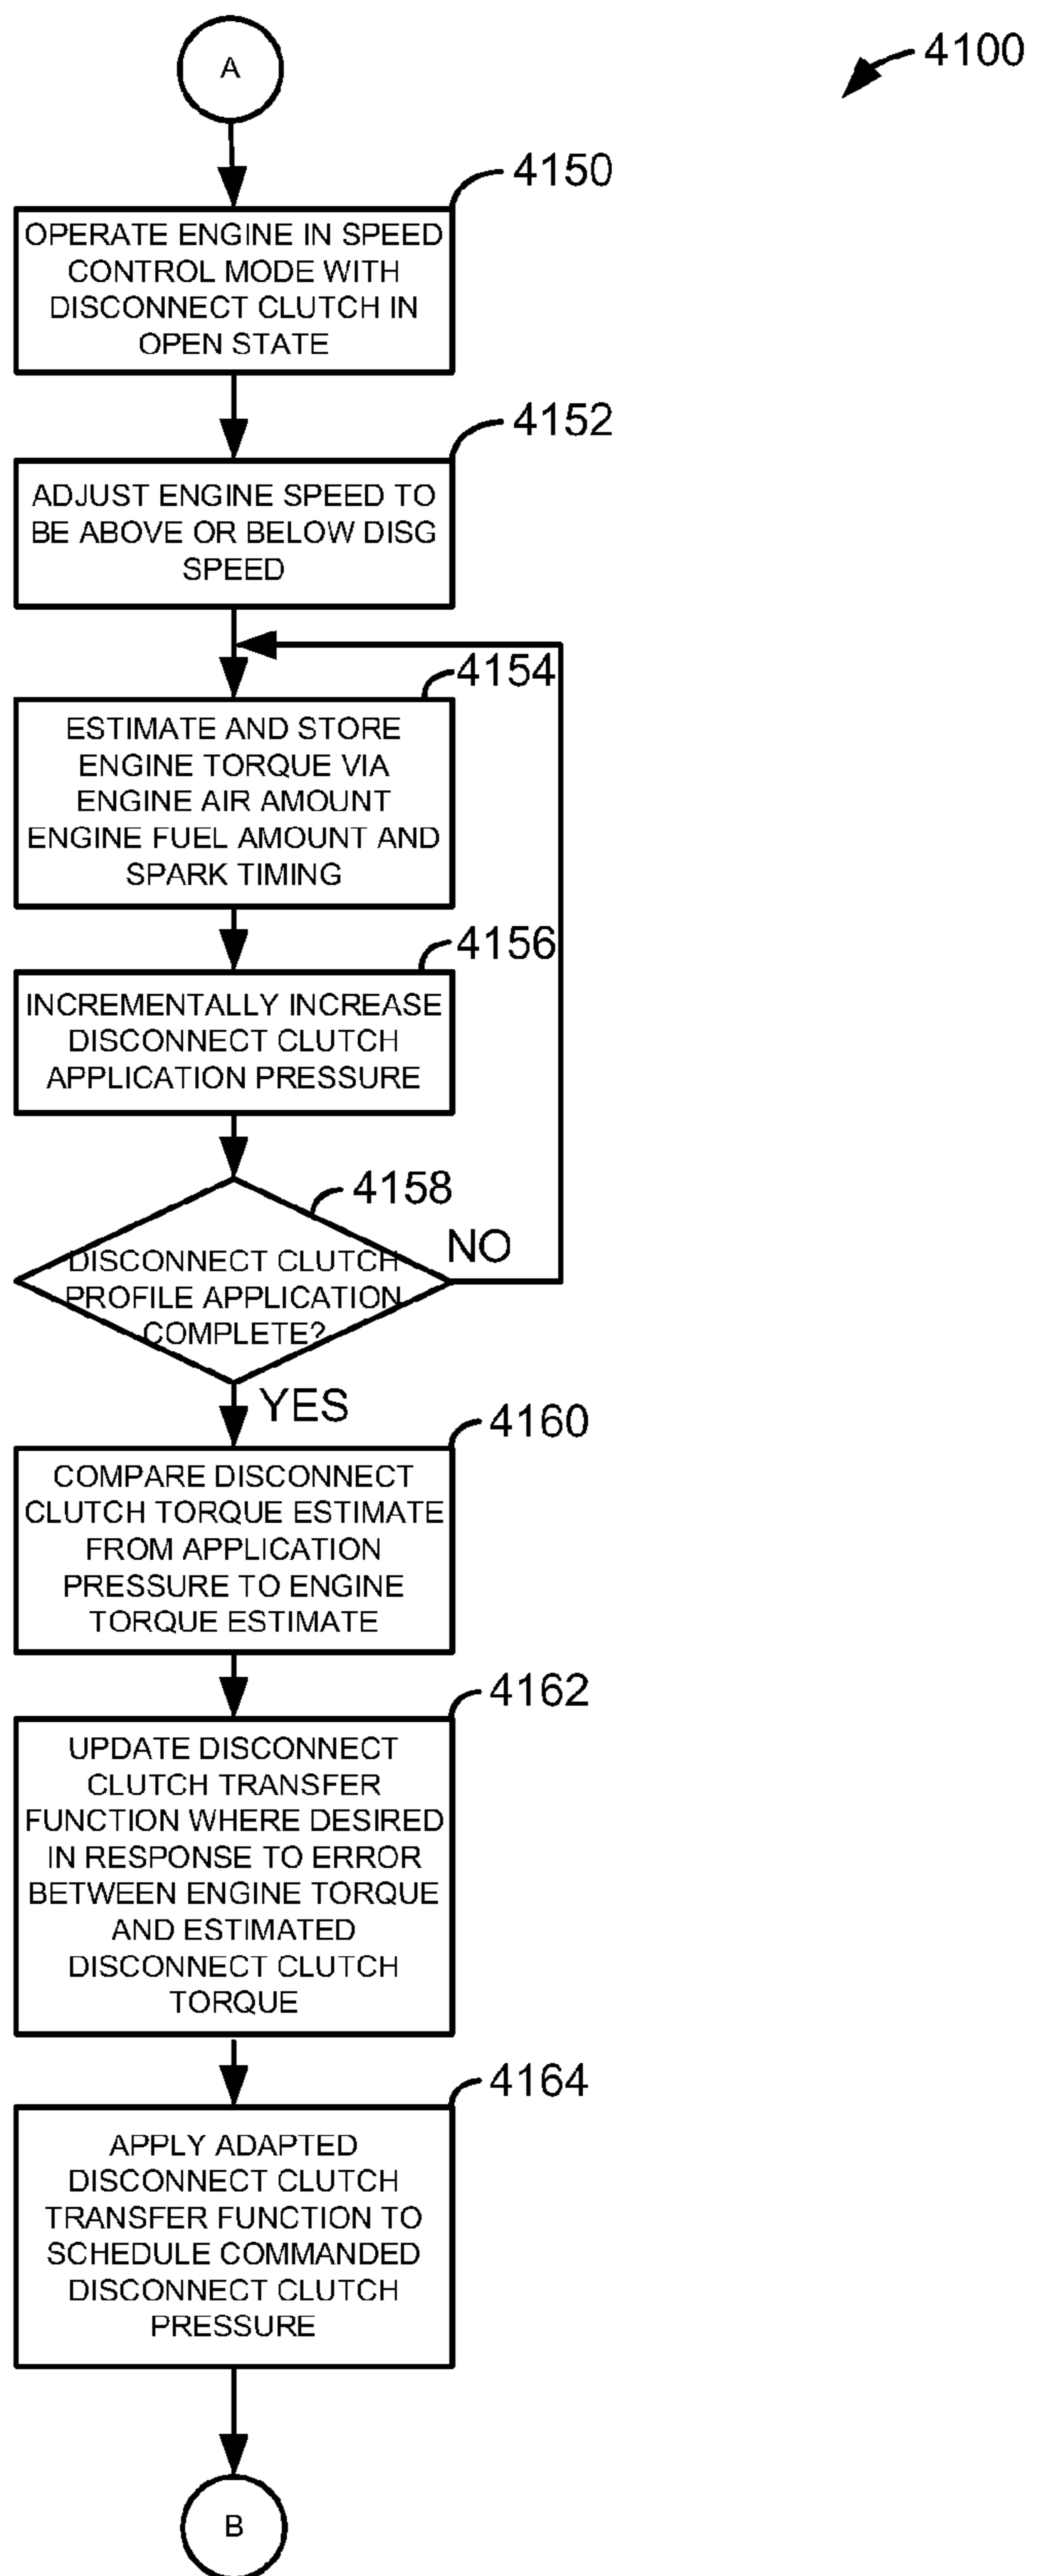 A
4100
4150
OPERATE ENGINE IN SPEED
CONTROL MODE WITH
DISCONNECT CLUTCH IN
OPEN STATE
4152
ADJUST ENGINE SPEED TO
BE ABOVE OR BELOW DISG
SPEED
4154
ESTIMATE AND STORE
ENGINE TORQUE VIA
ENGINE AIR AMOUNT
ENGINE FUEL AMOUNT AND
SPARK TIMING
4156
INCREMENTALLY INCREASE
DISCONNECT CLUTCH
APPLICATION PRESSURE
4158
DISCONNECT CLUTCH
PROFILE APPLICATION
COMPLETE?
NO
YES
4160
COMPARE DISCONNECT
CLUTCH TORQUE ESTIMATE
FROM APPLICATION
PRESSURE TO ENGINE
TORQUE ESTIMATE
4162
UPDATE DISCONNECT
CLUTCH TRANSFER
FUNCTION WHERE DESIRED
IN RESPONSE TO ERROR
BETWEEN ENGINE TORQUE
AND ESTIMATED
DISCONNECT CLUTCH
TORQUE
4164
APPLY ADAPTED
DISCONNECT CLUTCH
TRANSFER FUNCTION TO
SCHEDULE COMMANDED
DISCONNECT CLUTCH
PRESSURE
B